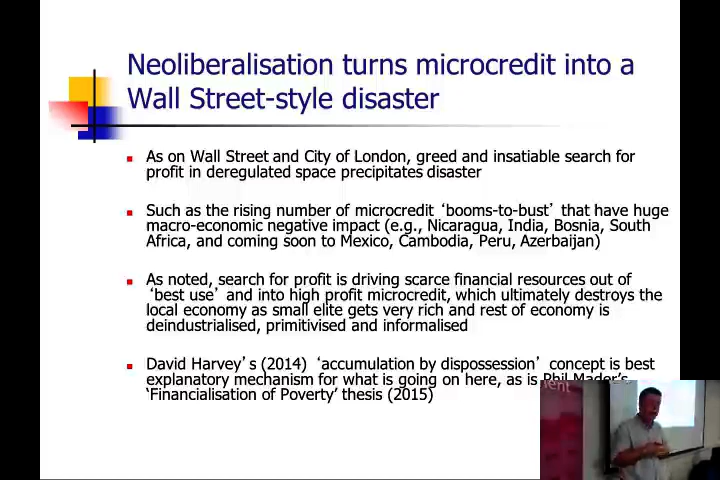 Neoliberalisation turns microcredit into a
Wall Street-style disaster
As on Wall Street and City of London, greed and insatiable search for
profit in deregulated space precipitates disaster
Such as the rising number of microcredit ‘booms-to-bust’ that have huge
macro-economic negative impact (e.g., Nicaragua, India, Bosnia, South
Africa, and coming soon to Mexico, Cambodia, Peru, Azerbaijan)
As noted, search for profit is driving scarce financial resources out of
‘best use’ and into high profit microcredit, which ultimately destroys the
local economy as small elite gets very rich and rest of economy is
deindustrialised, primitivised and informalised
David Harvey’s (2014) ‘accumulation by dispossession’ concept is best
explanatory mechanism for what is going on here, as is Phil Mader’s
‘Financialisation of Poverty’ thesis (2015)